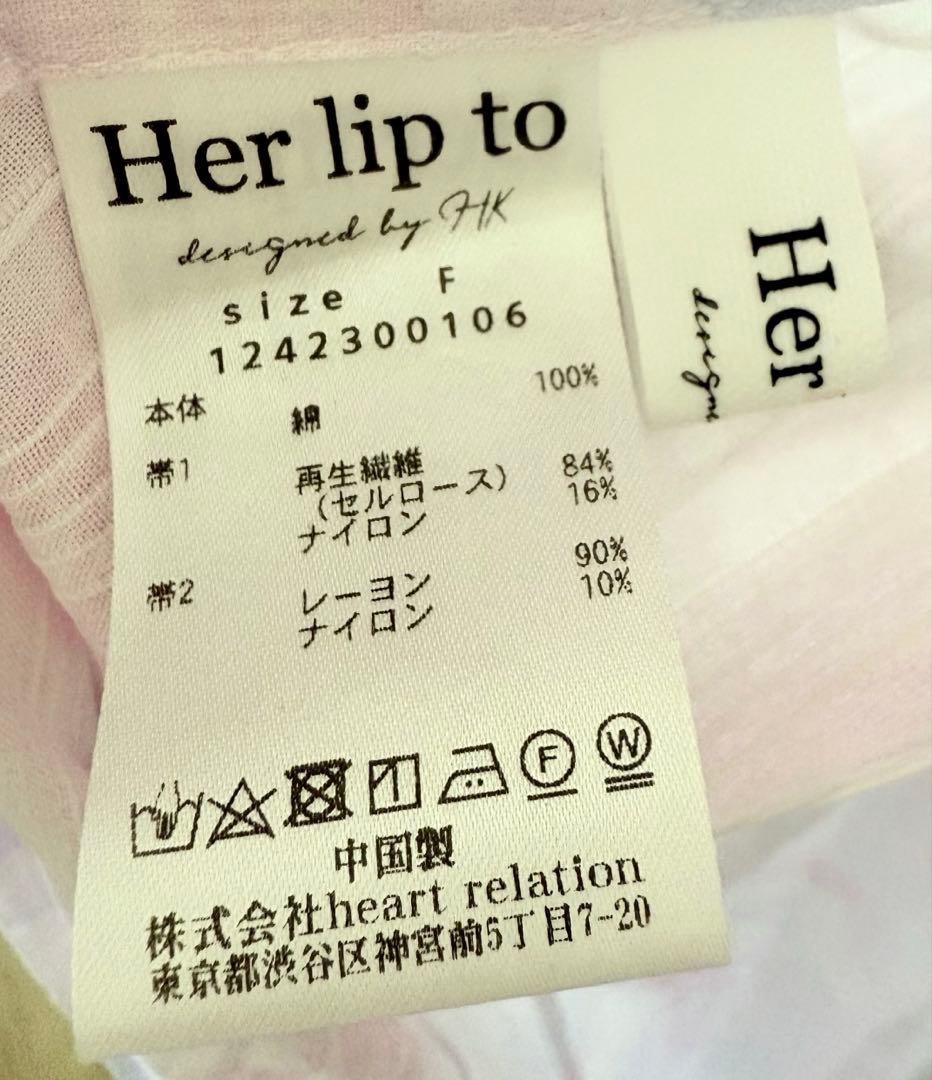 Her lip to
designed by HK
size F
1242300106
本体 綿 100%
帯1 再生繊維
(セルロース) 84%
ナイロン 16%
帯2 レーヨン 90%
ナイロン 10%
F W
中国製
株式会社heart relation
東京都渋谷区神宮前5丁目7-20
Her
design